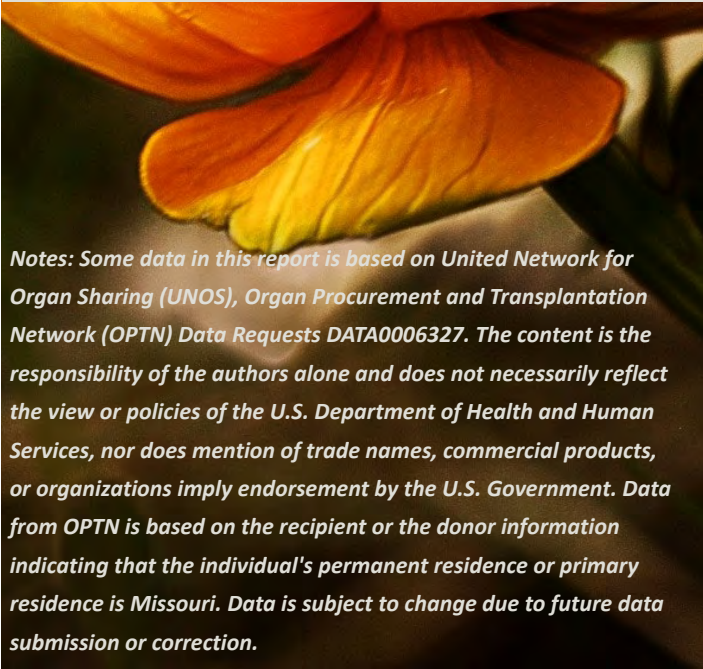 Notes: Some data in this report is based on United Network for
Organ Sharing (UNOS), Organ Procurement and Transplantation
Network (OPTN) Data Requests DATA0006327. The content is the
responsibility of the authors alone and does not necessarily reflect
the view or policies of the U.S. Department of Health and Human
Services, nor does mention of trade names, commercial products,
or organizations imply endorsement by the U.S. Government. Data
from OPTN is based on the recipient or the donor information
indicating that the individual's permanent residence or primary
residence is Missouri. Data is subject to change due to future data
submission or correction.